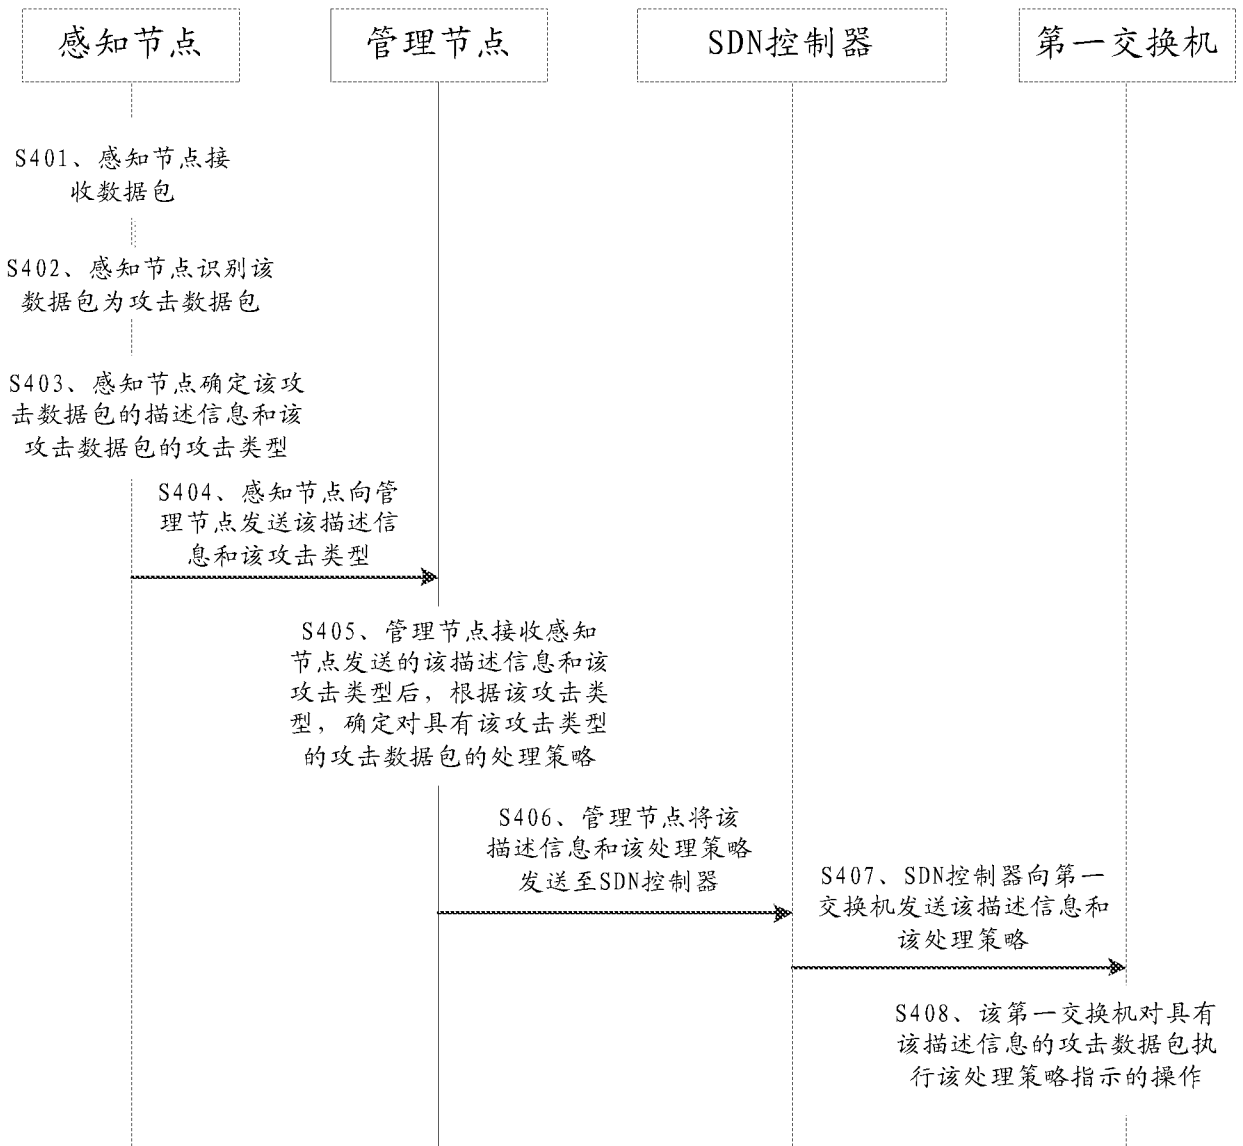 感知节点
管理节点
SDN控制器
第一交换机
S401、感知节点接
收数据包
S402、感知节点识别该
数据包为攻击数据包
S403、感知节点确定该攻
击数据包的描述信息和该
攻击数据包的攻击类型
S404、感知节点向管
理节点发送该描述信
息和该攻击类型
S405、管理节点接收感知
节点发送的该描述信息和该
攻击类型后，根据该攻击类
型，确定对具有该攻击类型
的攻击数据包的处理策略
S406、管理节点将该
描述信息和该处理策略
发送至SDN控制器
S407、SDN控制器向第一
交换机发送该描述信息和
该处理策略
S408、该第一交换机对具有
该描述信息的攻击数据包执
行该处理策略指示的操作